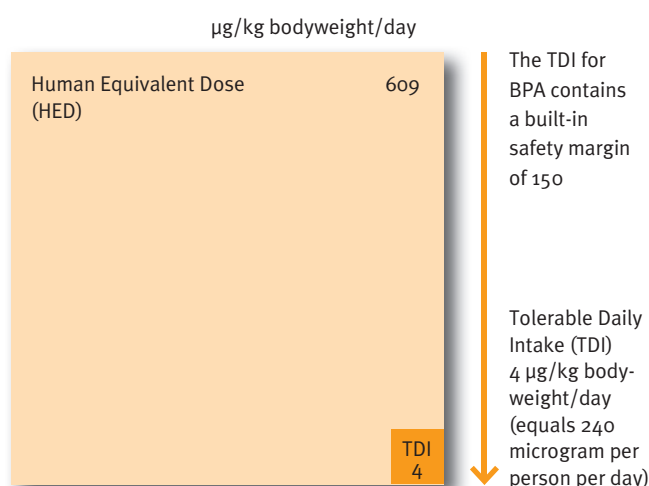 µg/kg bodyweight/day
Human Equivalent Dose 609
(HED)
The TDI for
BPA contains
a built-in
safety margin
of 150
Tolerable Daily
Intake (TDI)
4 µg/kg body-
weight/day
(equals 240
microgram per
person per day)
TDI
4